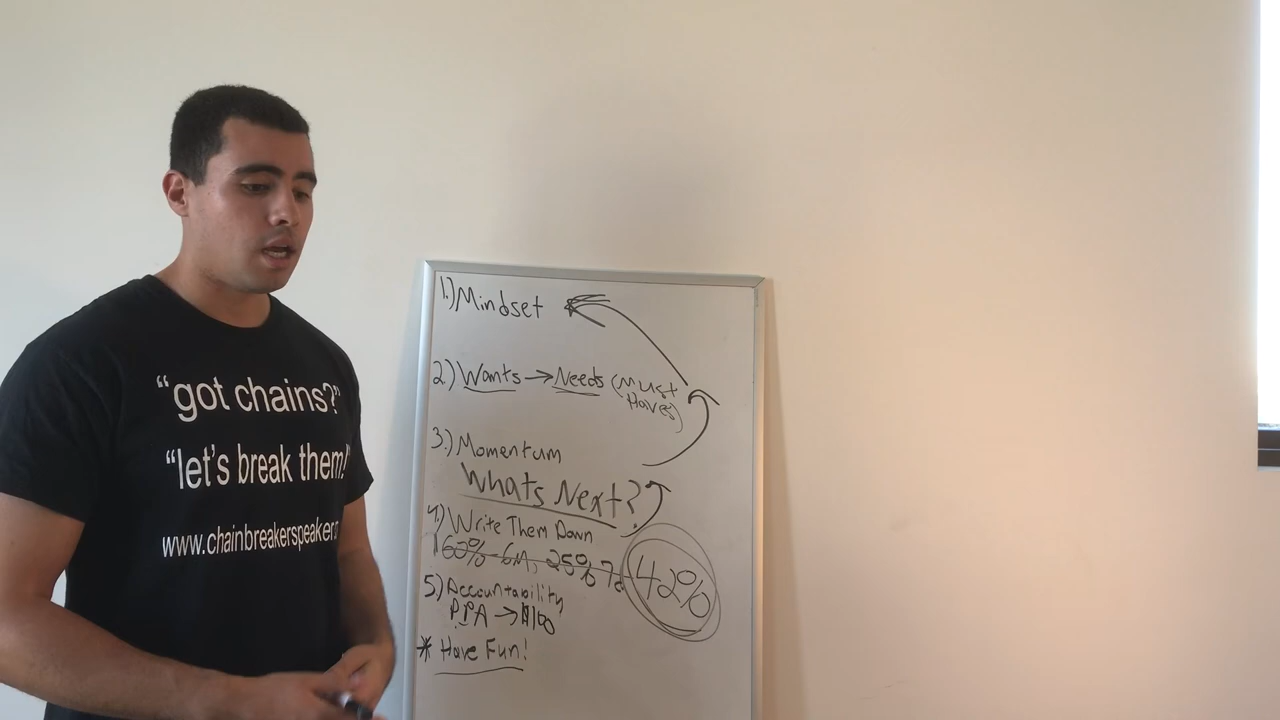 "got chains?"
"let's break them!"
www.chainbreakerspeaker.
1.) Mindset
2.) Wants → Needs (Must
Haves)
3.) Momentum
Whats Next?
4.) Write Them Down
60% - 6M, 25%
42%
5.) Accountability
→ $100
* Have Fun!